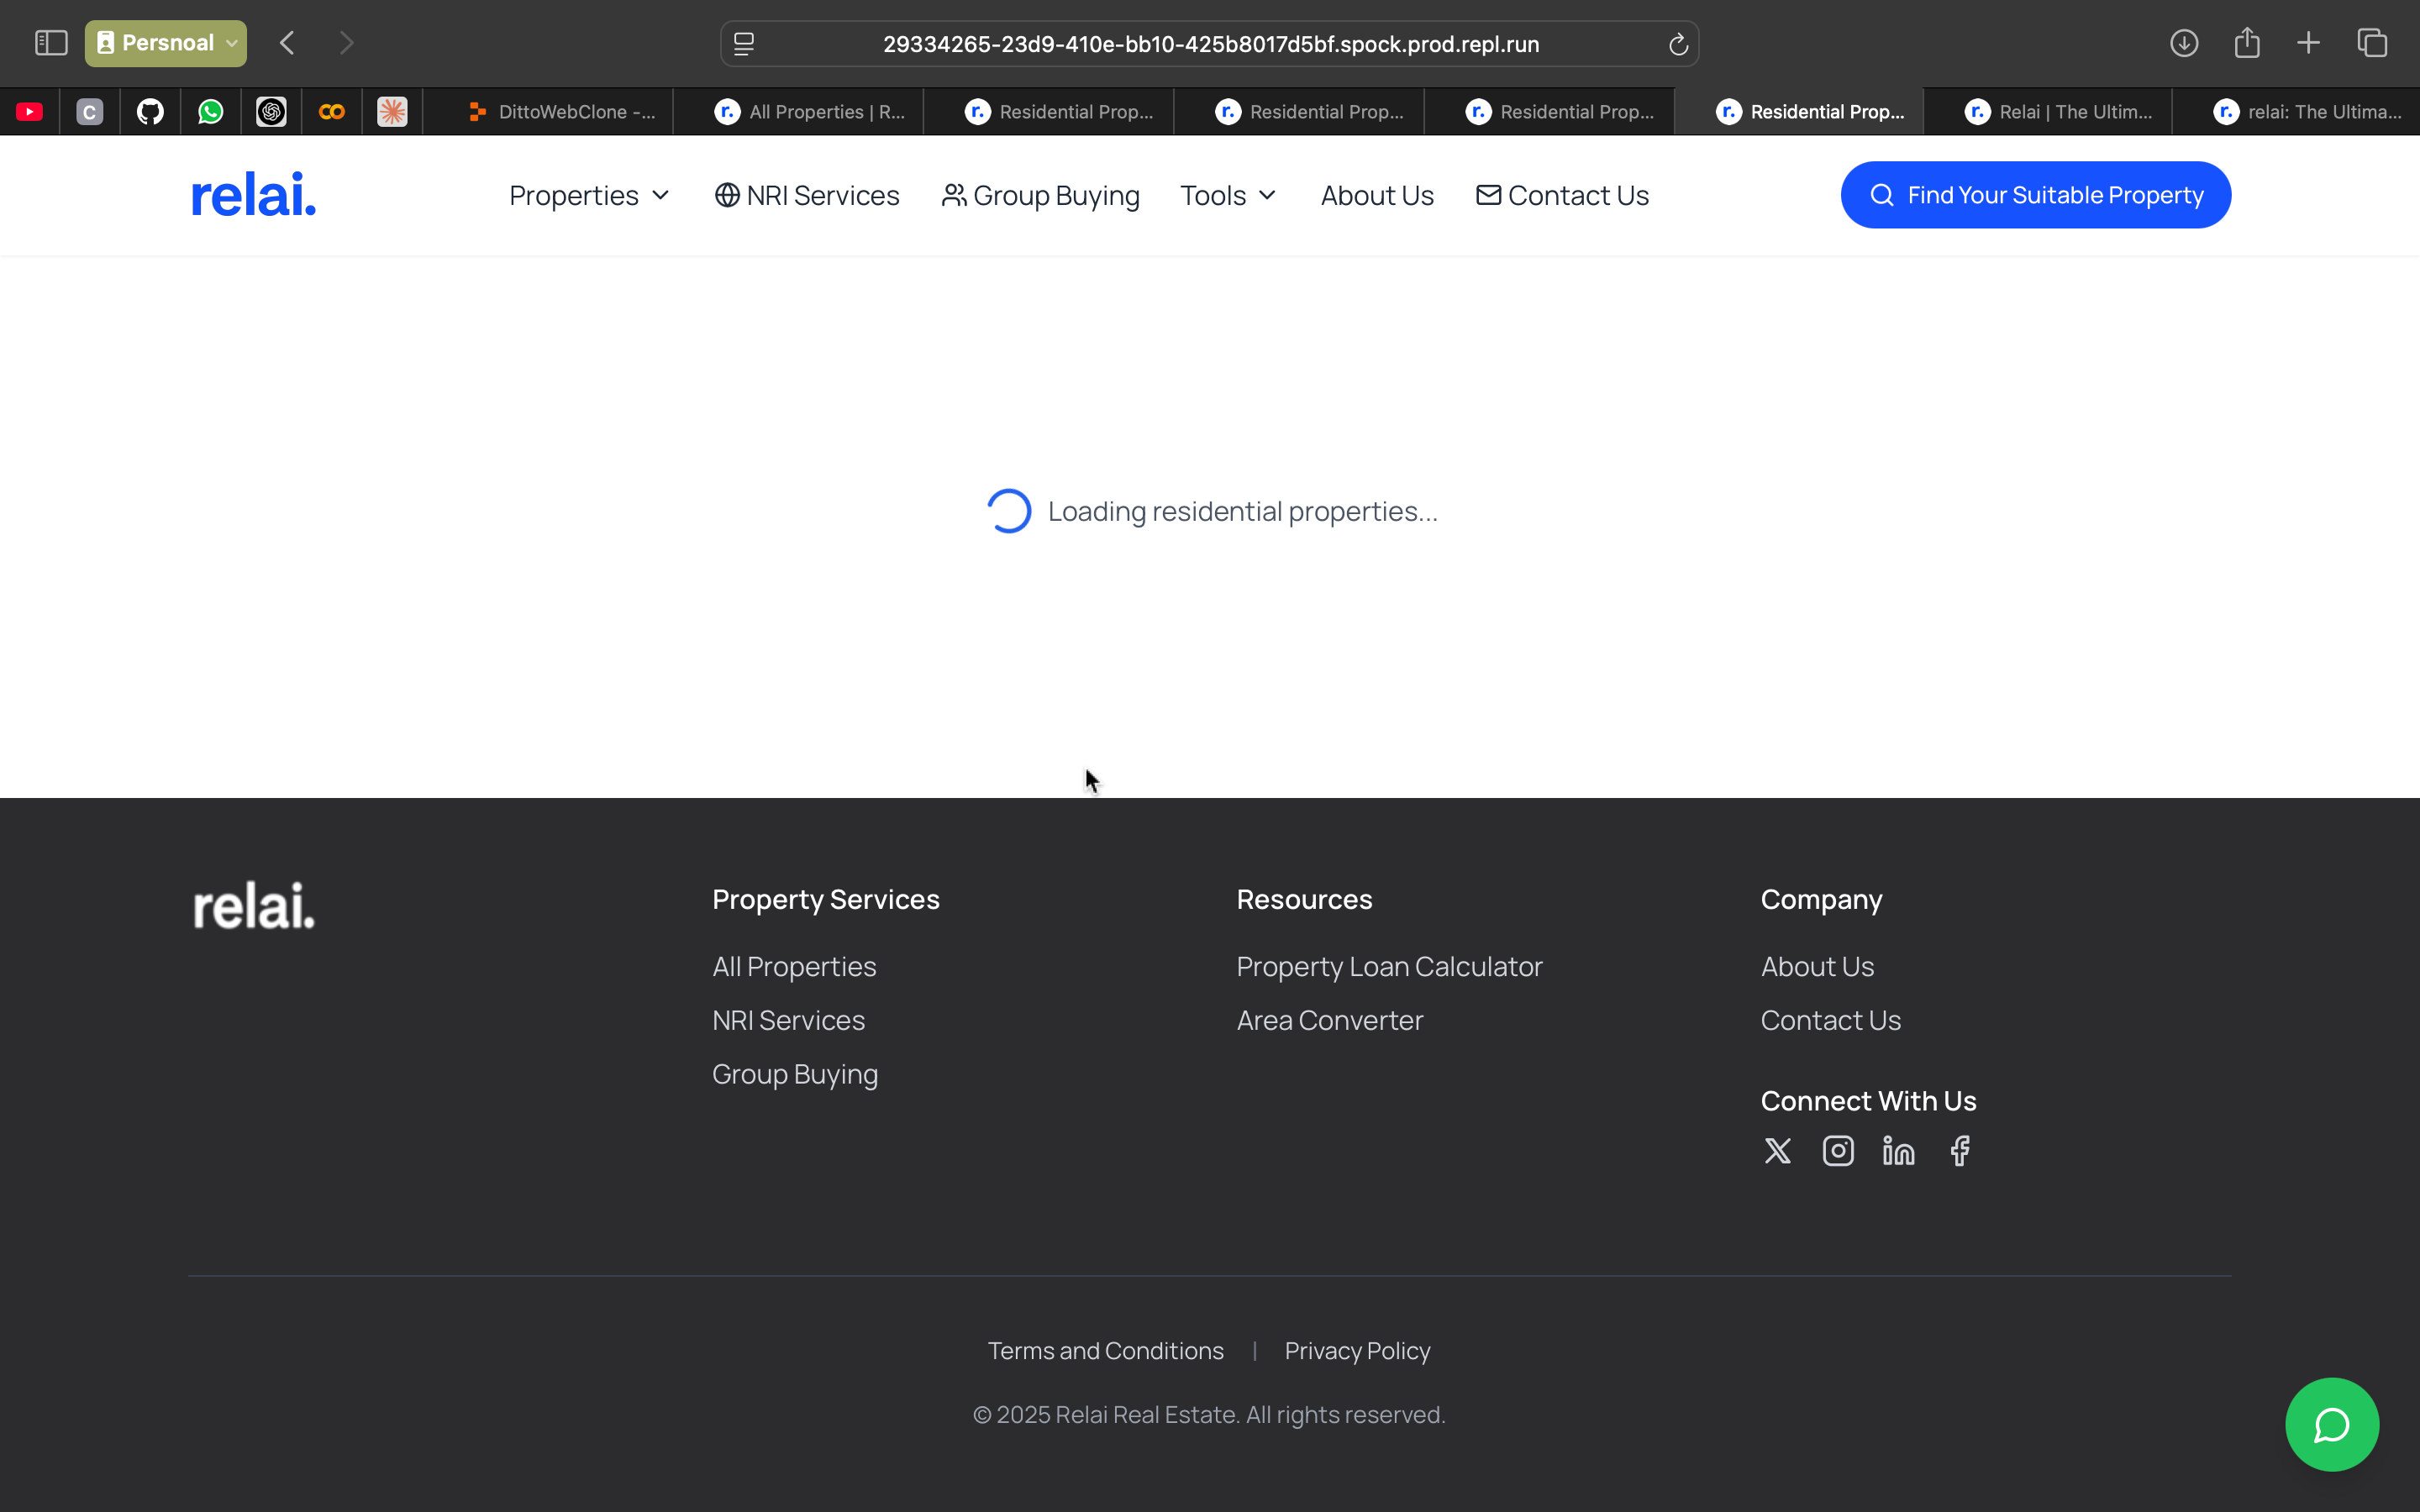 Persnoal
29334265-23d9-410e-bb10-425b8017d5bf.spock.prod.repl.run
C
DittoWebClone -...
r. All Properties | R...
r. Residential Prop...
r. Residential Prop...
r. Residential Prop...
r. Residential Prop...
r. Relai | The Ultim...
r. relai: The Ultima...
relai.
Properties
NRI Services
Group Buying
Tools
About Us
Contact Us
Find Your Suitable Property
Loading residential properties...
relai.
Property Services
All Properties
NRI Services
Group Buying
Resources
Property Loan Calculator
Area Converter
Company
About Us
Contact Us
Connect With Us
Terms and Conditions | Privacy Policy
© 2025 Relai Real Estate. All rights reserved.